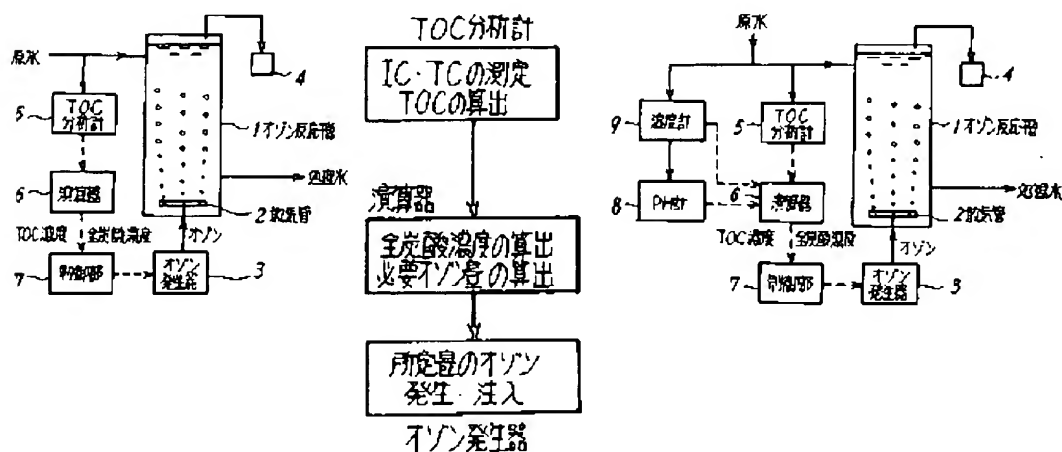 原水
5
TOC
分析計
6
演算器
TOC濃度
全炭酸濃度
7
制御部
オゾン
発生器
3
オゾン
2散気管
処理水
1オゾン反応槽
4
TOC分析計
IC・TCの測定
TOCの算出
演算器
全炭酸濃度の算出
必要オゾン量の算出
所定量のオゾン
発生・注入
オゾン発生器
原水
9
温度計
5
TOC
分析計
8
PH計
6
演算器
TOC濃度
全炭酸濃度
7
制御部
オゾン
発生器
3
オゾン
2散気管
処理水
1オゾン反応槽
4